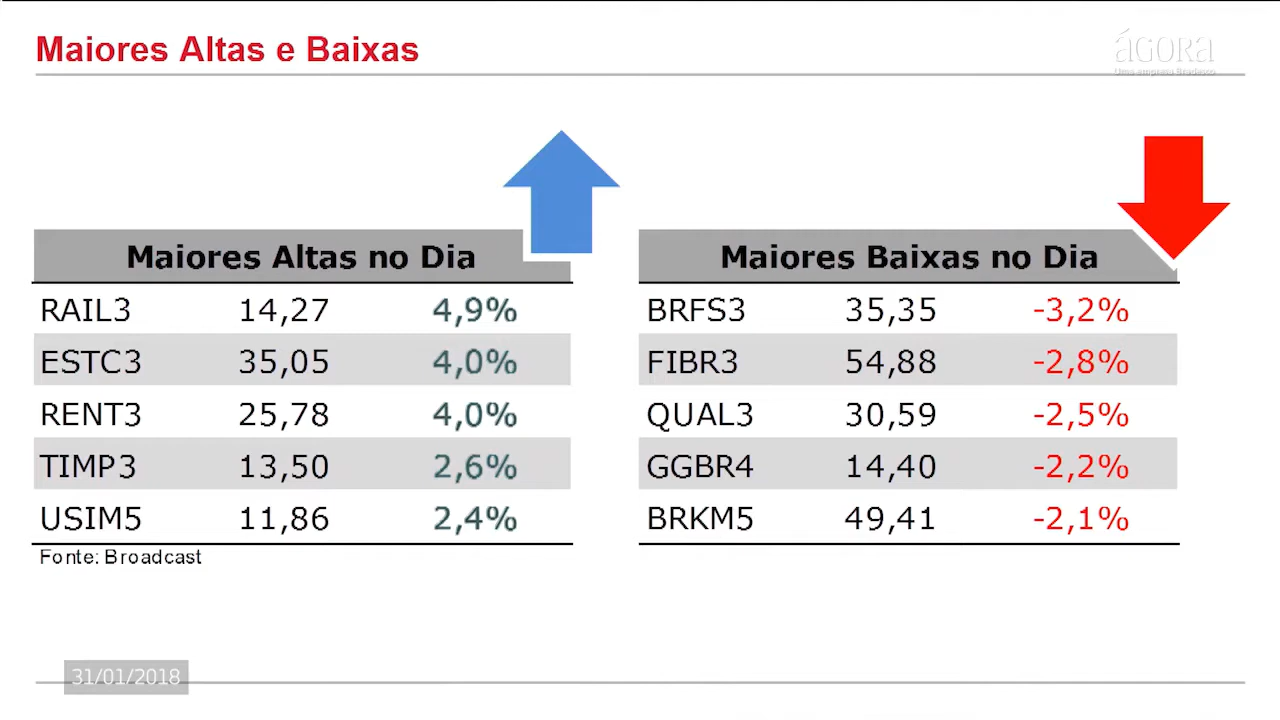 Maiores Altas e Baixas
ágora
Uma empresa Bradesco
Maiores Altas no Dia
RAIL3 14,27 4,9%
ESTC3 35,05 4,0%
RENT3 25,78 4,0%
TIMP3 13,50 2,6%
USIM5 11,86 2,4%
Fonte: Broadcast
Maiores Baixas no Dia
BRFS3 35,35 -3,2%
FIBR3 54,88 -2,8%
QUAL3 30,59 -2,5%
GGBR4 14,40 -2,2%
BRKM5 49,41 -2,1%
31/01/2018